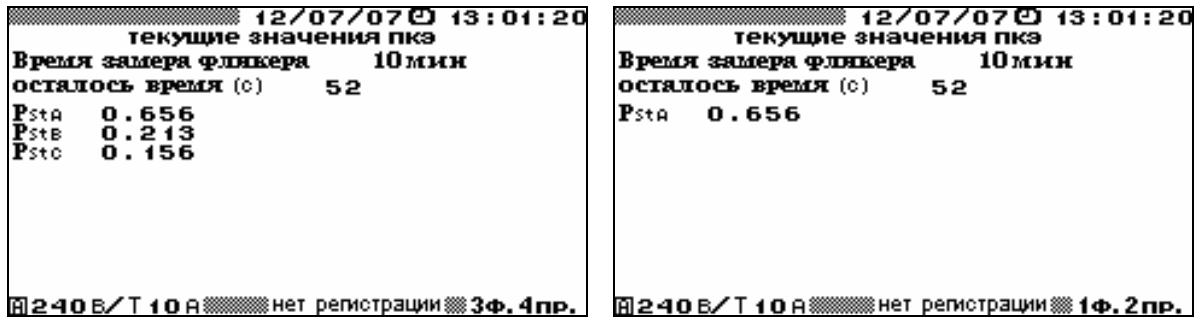 12/07/07 13:01:20
текущие значения пкэ
Время замера фликера 10мин
осталось время (с) 52
PstA 0.656
PstB 0.213
PstC 0.156
A 240В/Т 10А нет регистрации 3ф.4пр.
12/07/07 13:01:20
текущие значения пкэ
Время замера фликера 10мин
осталось время (с) 52
PstA 0.656
A 240В/Т 10А нет регистрации 1ф.2пр.